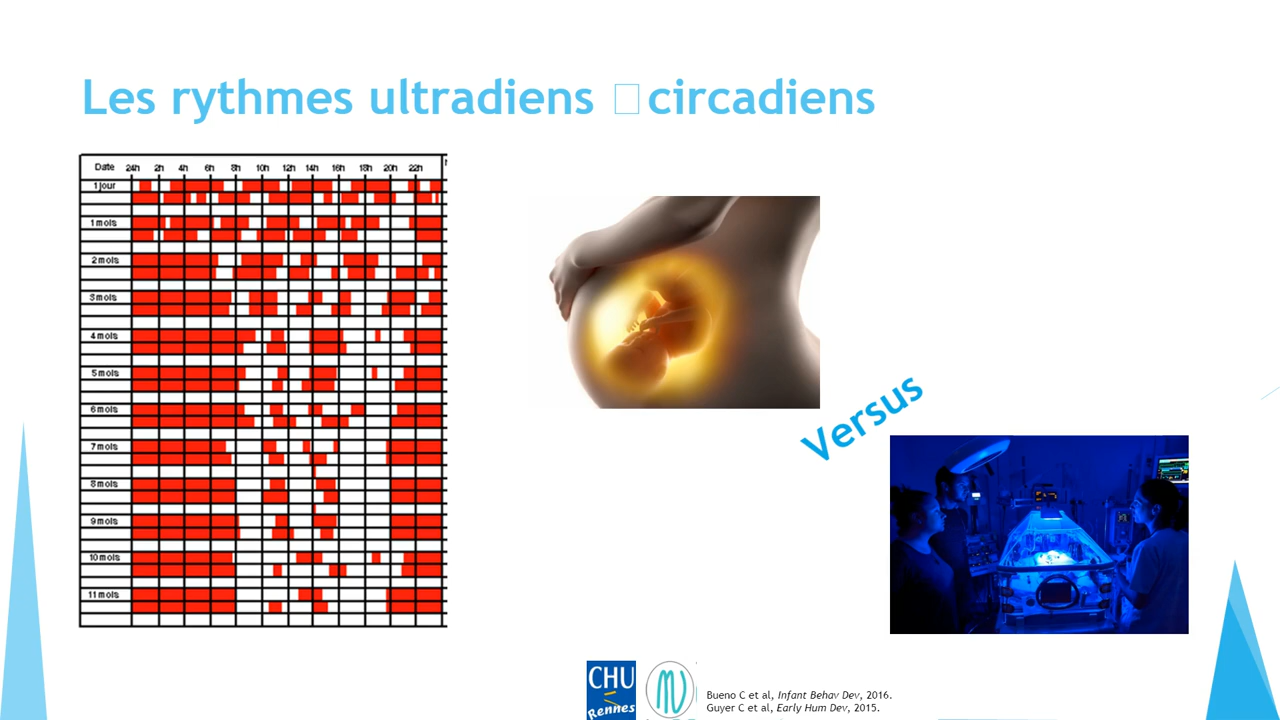 Les rythmes ultradiens □circadiens
Date 24h 2h 4h 6h 8h 10h 12h 14h 16h 18h 20h 22h
1 jour
1 mois
2 mois
3 mois
4 mois
5 mois
6 mois
7 mois
8 mois
9 mois
10 mois
11 mois
Versus
CHU
Rennes
Bueno C et al, Infant Behav Dev, 2016.
Guyer C et al, Early Hum Dev, 2015.